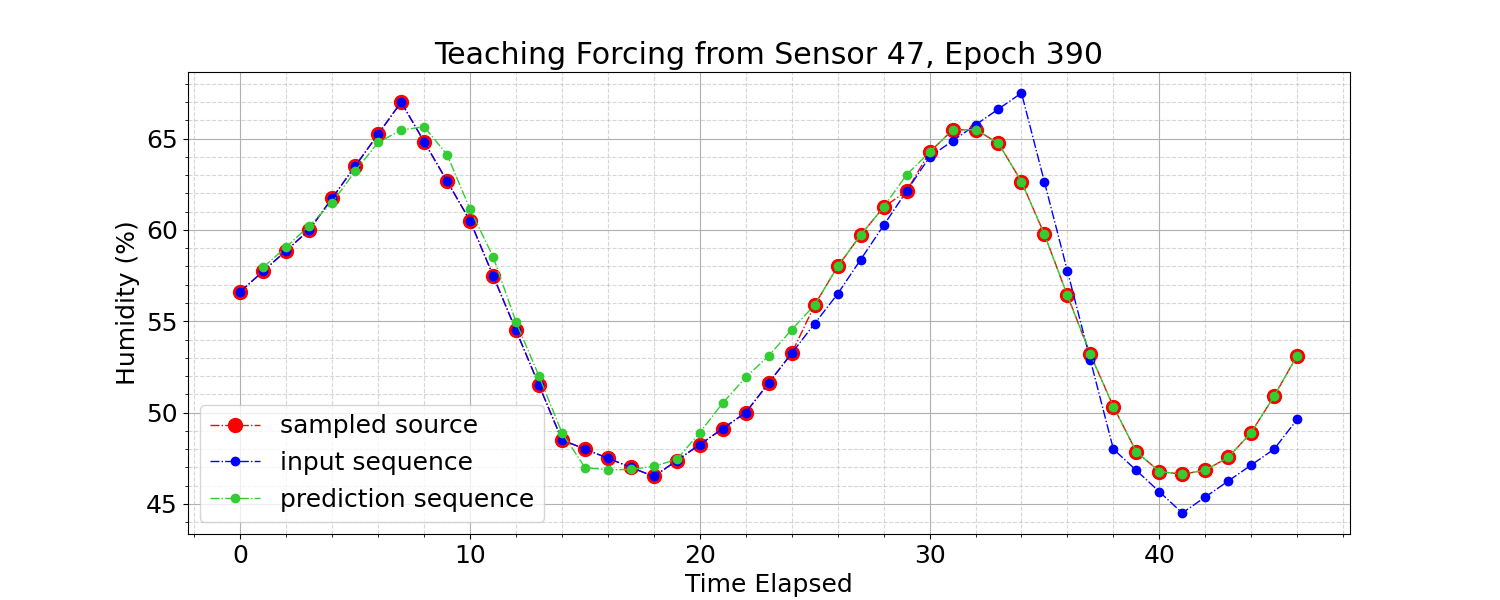 Teaching Forcing from Sensor 47, Epoch 390
Humidity (%)
65
60
55
50
45
sampled source
input sequence
prediction sequence
0 10 20 30 40
Time Elapsed